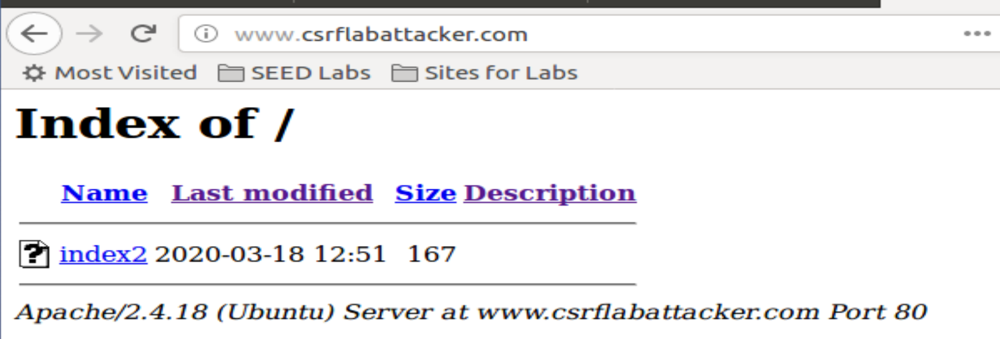 www.csrflabattacker.com
Most Visited SEED Labs Sites for Labs
Index of /
Name Last modified Size Description
index2 2020-03-18 12:51 167
Apache/2.4.18 (Ubuntu) Server at www.csrflabattacker.com Port 80